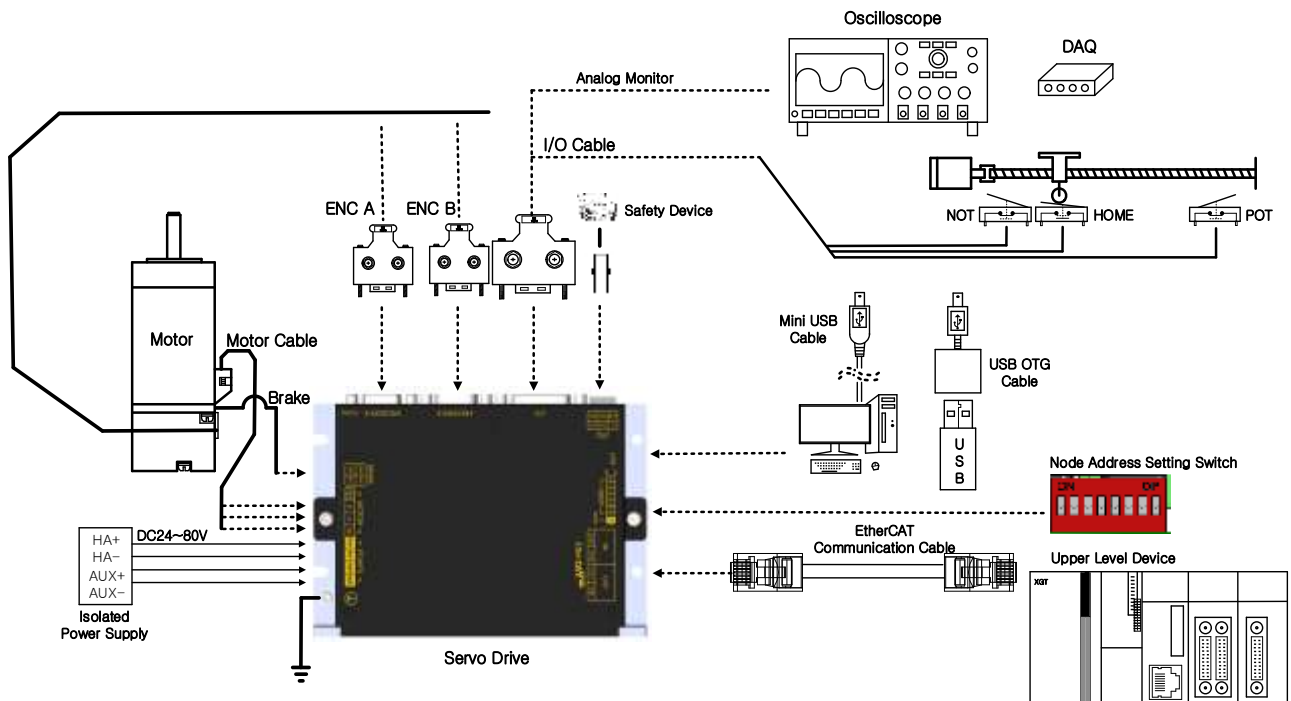 Oscilloscope
DAQ
Analog Monitor
I/O Cable
ENC A
ENC B
Safety Device
NOT
HOME
POT
Motor
Motor Cable
Brake
Mini USB
Cable
USB OTG
Cable
U
S
B
Node Address Setting Switch
ON
HA+
HA-
AUX+
AUX-
DC24~80V
Isolated
Power Supply
EtherCAT
Communication Cable
Upper Level Device
XGT
Servo Drive